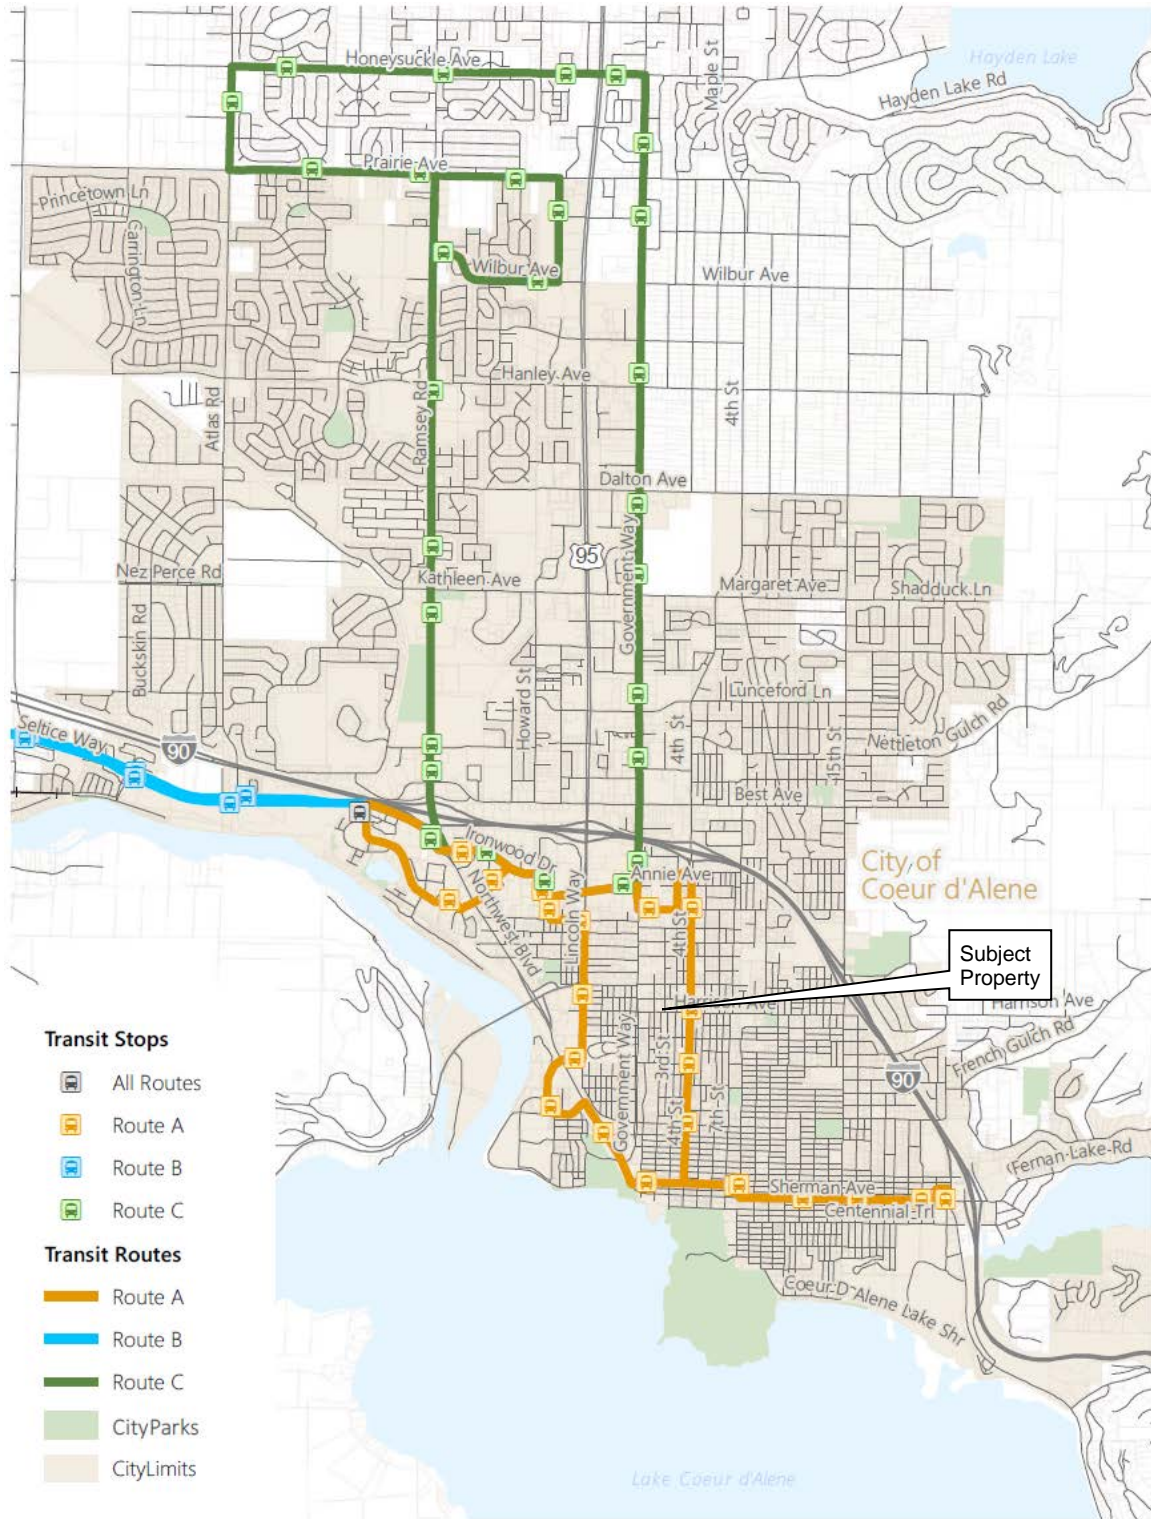 Hayden Lake
Honeysuckle Ave
Maple St
Hayden Lake Rd
Prairie Ave
Princetown Ln
Carrington Ln
Wilbur Ave
Wilbur Ave
Hanley Ave
Atlas Rd
Ramsey Rd
4th St
Dalton Ave
95
Government Way
Nez Perce Rd
Kathleen Ave
Margaret Ave
Shadduck Ln
Buckskin Rd
Howard St
Lunceford Ln
Seltice Way
90
4th St
15th St
Nettleton Gulch Rd
Best Ave
Ironwood Dr
Annie Ave
City of
Coeur d'Alene
Northwest Blvd
Lincoln Way
4th St
Subject
Property
Harrison Ave
Harrison Ave
French Gulch Rd
Government Way
3rd St
90
4th St
7th St
Fernan Lake Rd
Sherman Ave
Centennial Trl
Coeur D'Alene Lake Shr
Lake Coeur d'Alene
Transit Stops
All Routes
Route A
Route B
Route C
Transit Routes
Route A
Route B
Route C
CityParks
CityLimits